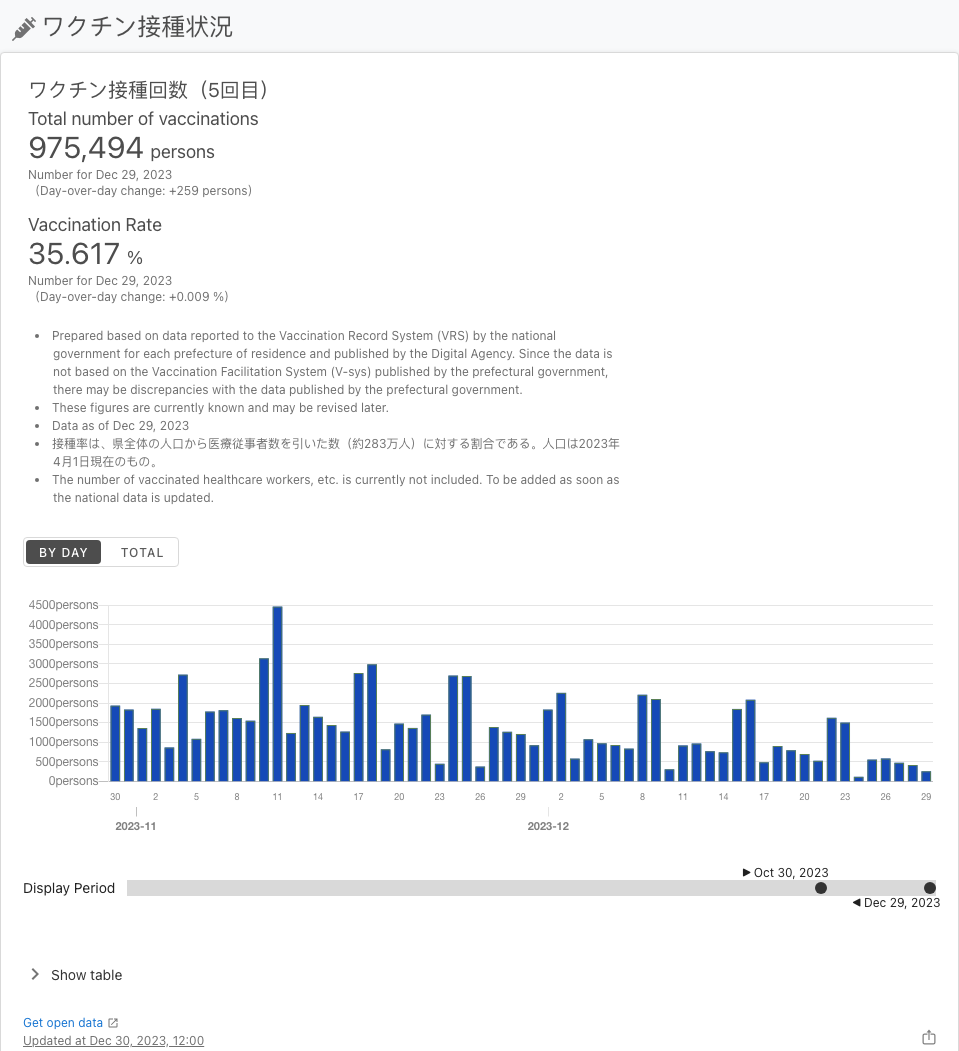 ワクチン接種状況
ワクチン接種回数（5回目）
Total number of vaccinations
975,494 persons
Number for Dec 29, 2023
（Day-over-day change: +259 persons）
Vaccination Rate
35.617 %
Number for Dec 29, 2023
（Day-over-day change: +0.009 %）
• Prepared based on data reported to the Vaccination Record System (VRS) by the national
government for each prefecture of residence and published by the Digital Agency. Since the data is
not based on the Vaccination Facilitation System (V-sys) published by the prefectural government,
there may be discrepancies with the data published by the prefectural government.
• These figures are currently known and may be revised later.
• Data as of Dec 29, 2023
• 接種率は、県全体の人口から医療従事者数を引いた数（約283万人）に対する割合である。人口は2023年
4月1日現在のもの。
• The number of vaccinated healthcare workers, etc. is currently not included. To be added as soon as
the national data is updated.
BY DAY TOTAL
4500persons
4000persons
3500persons
3000persons
2500persons
2000persons
1500persons
1000persons
500persons
0persons
30 2 5 8 11 14 17 20 23 26 29 2 5 8 11 14 17 20 23 26 29
2023-11 2023-12
Oct 30, 2023
Display Period
Dec 29, 2023
Show table
Get open data
Updated at Dec 30, 2023, 12:00